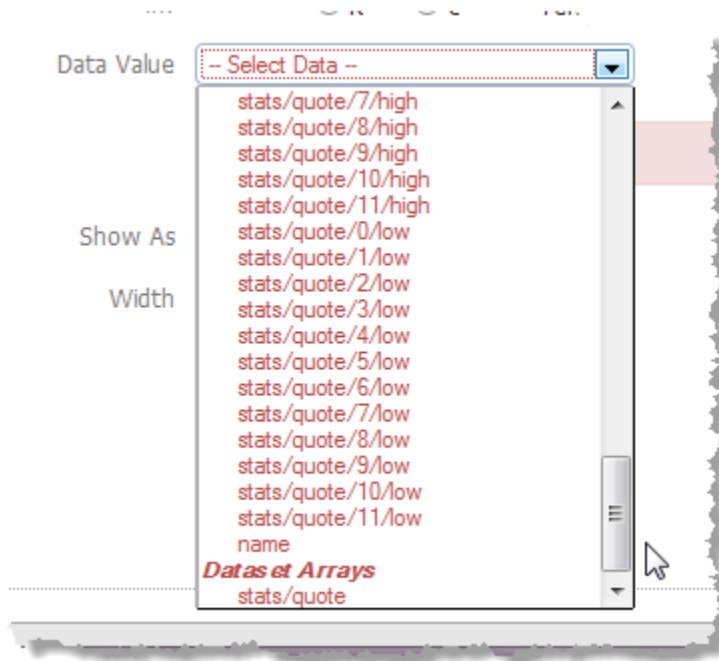 Data Value
-- Select Data --
stats/quote/7/high
stats/quote/8/high
stats/quote/9/high
stats/quote/10/high
stats/quote/11/high
stats/quote/0/low
stats/quote/1/low
stats/quote/2/low
stats/quote/3/low
stats/quote/4/low
stats/quote/5/low
stats/quote/6/low
stats/quote/7/low
stats/quote/8/low
stats/quote/9/low
stats/quote/10/low
stats/quote/11/low
name
Dataset Arrays
stats/quote
Show As
Width